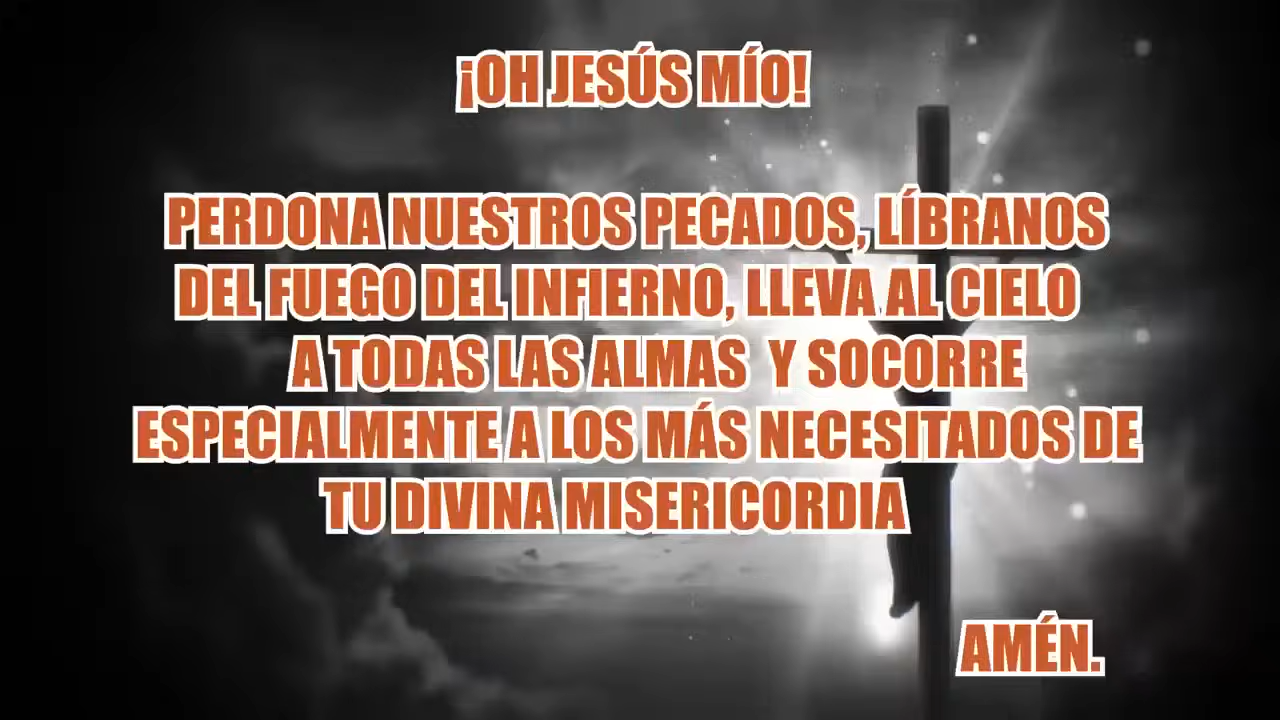 ¡OH JESÚS MÍO!
PERDONA NUESTROS PECADOS, LÍBRANOS
DEL FUEGO DEL INFIERNO, LLEVA AL CIELO
A TODAS LAS ALMAS Y SOCORRE
ESPECIALMENTE A LOS MÁS NECESITADOS DE
TU DIVINA MISERICORDIA
AMÉN.